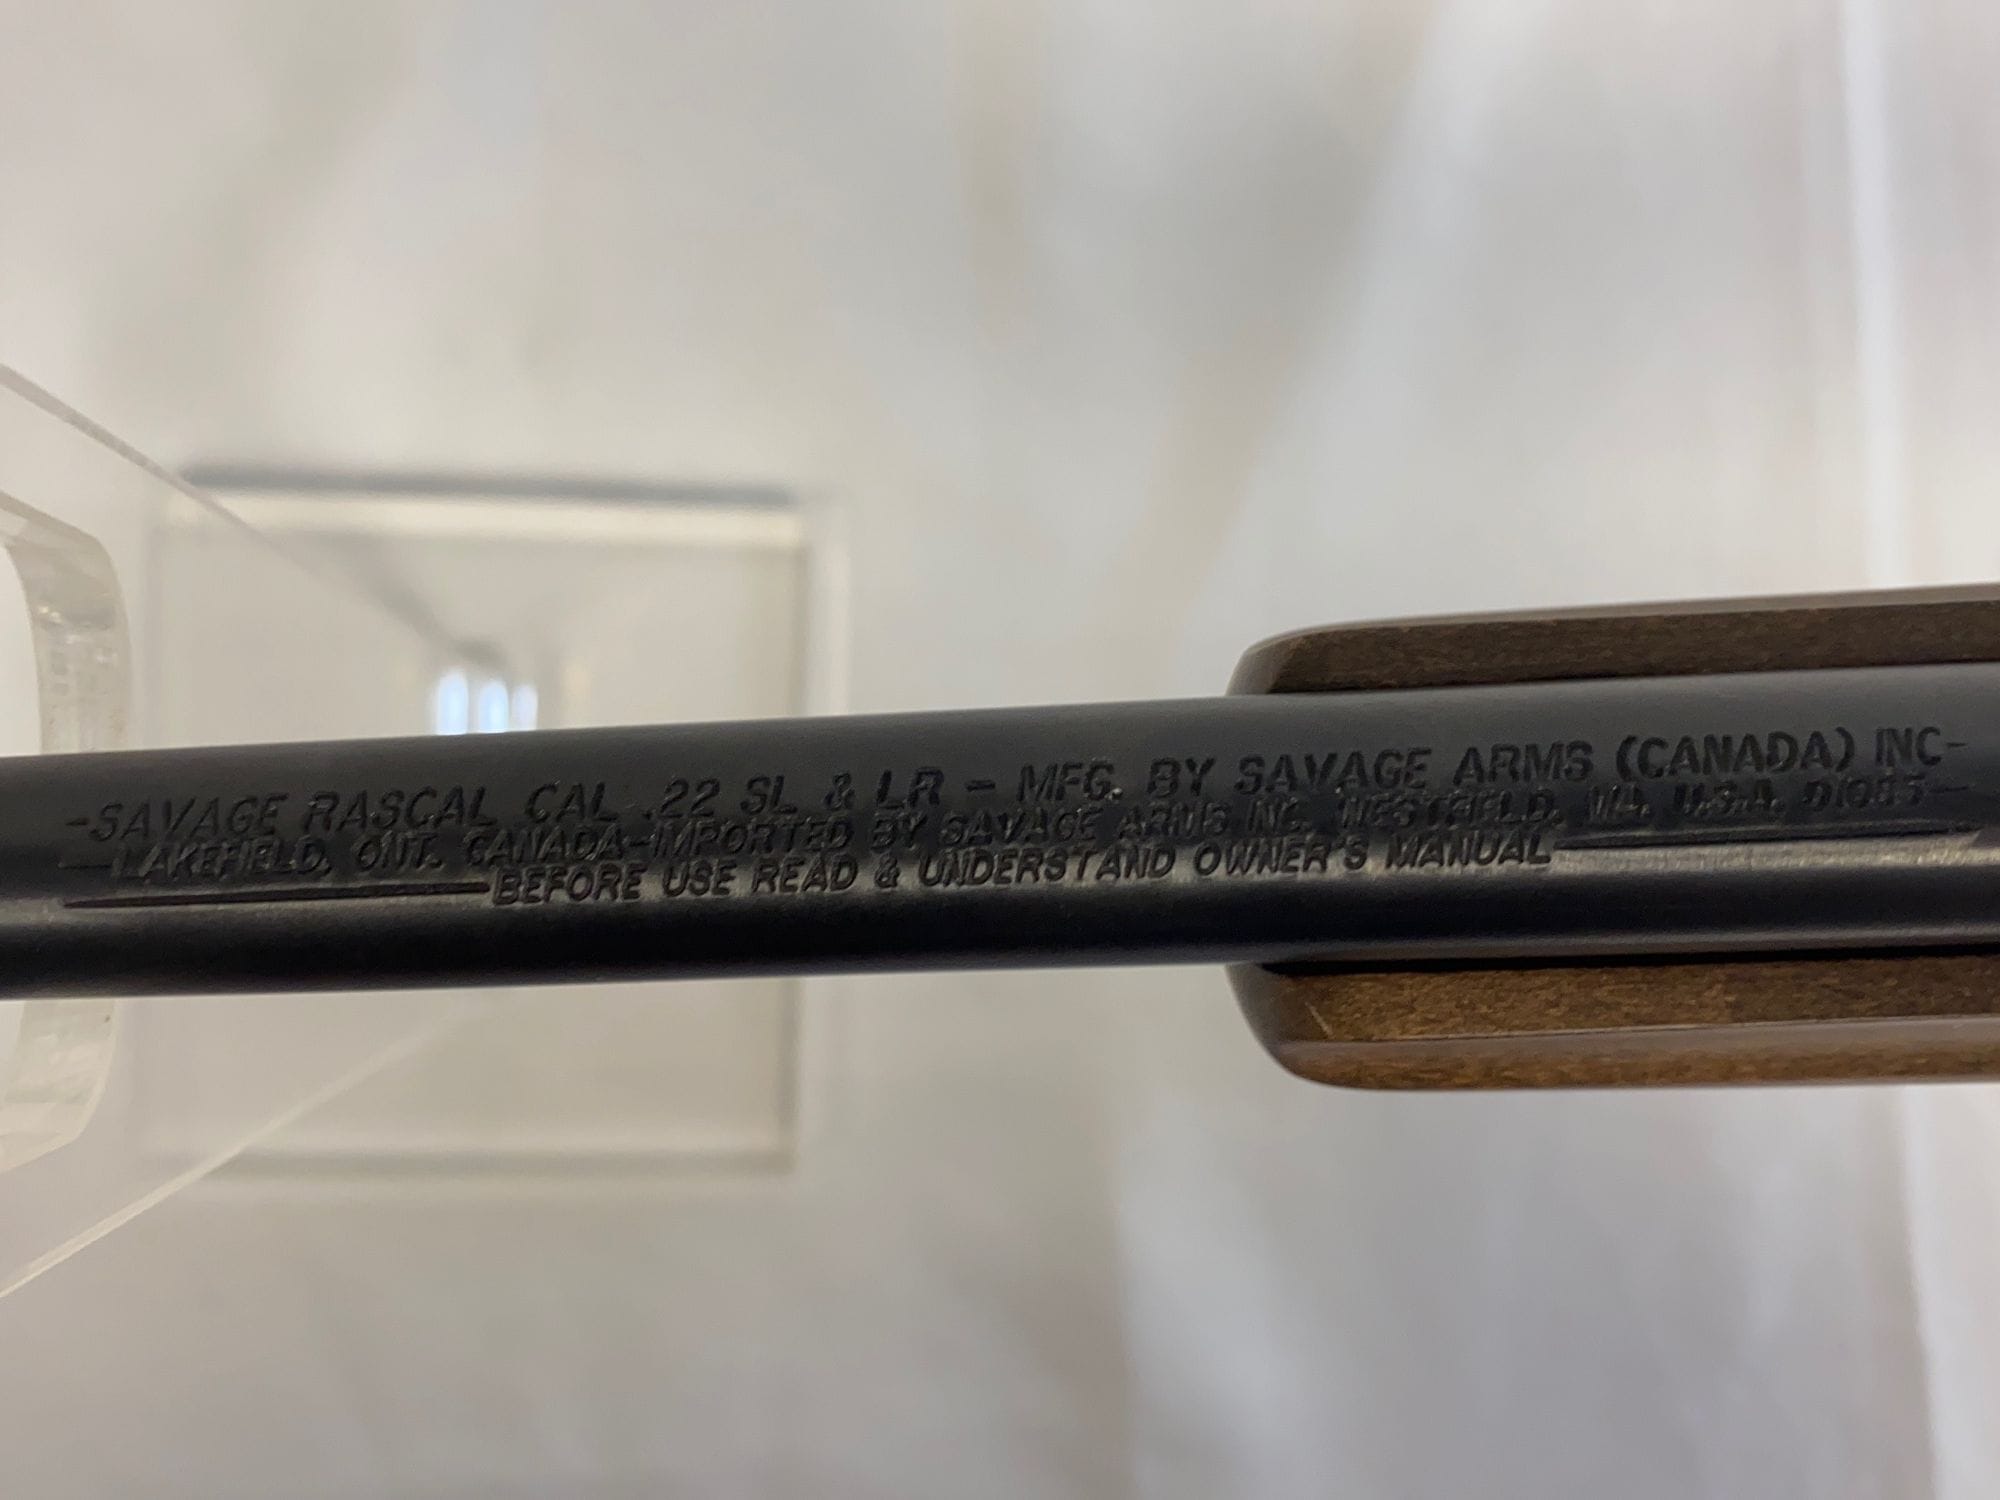 -SAVAGE RASCAL CAL .22 SL & LR - MFG. BY SAVAGE ARMS (CANADA) INC-
-LAKEFIELD, ONT. CANADA-IMPORTED BY SAVAGE ARMS INC. WESTFIELD, MA. U.S.A. 01085-
-BEFORE USE READ & UNDERSTAND OWNER'S MANUAL-